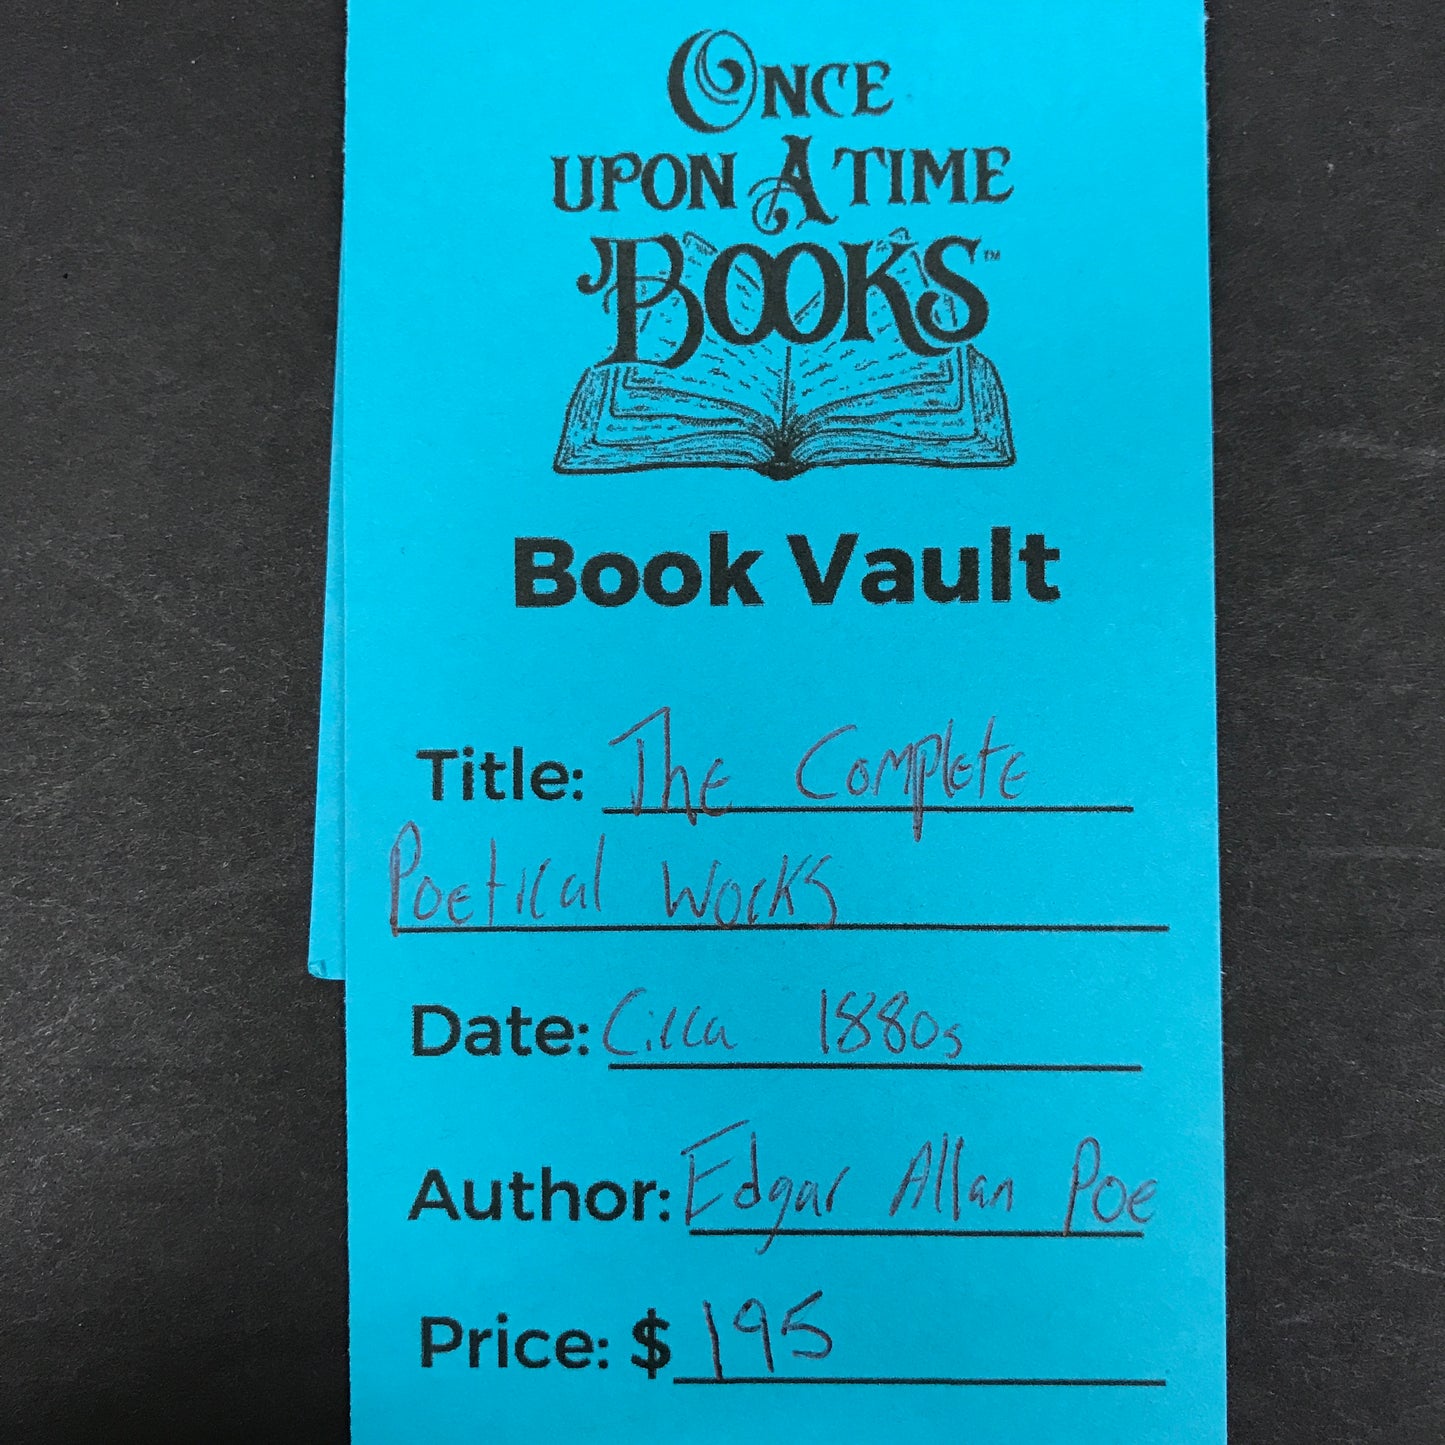 ONCE
UPON A TIME
BOOKS™
Book Vault
Title: The Complete
Poetical Works
Date: Circa 1880s
Author: Edgar Allan Poe
Price: $ 195